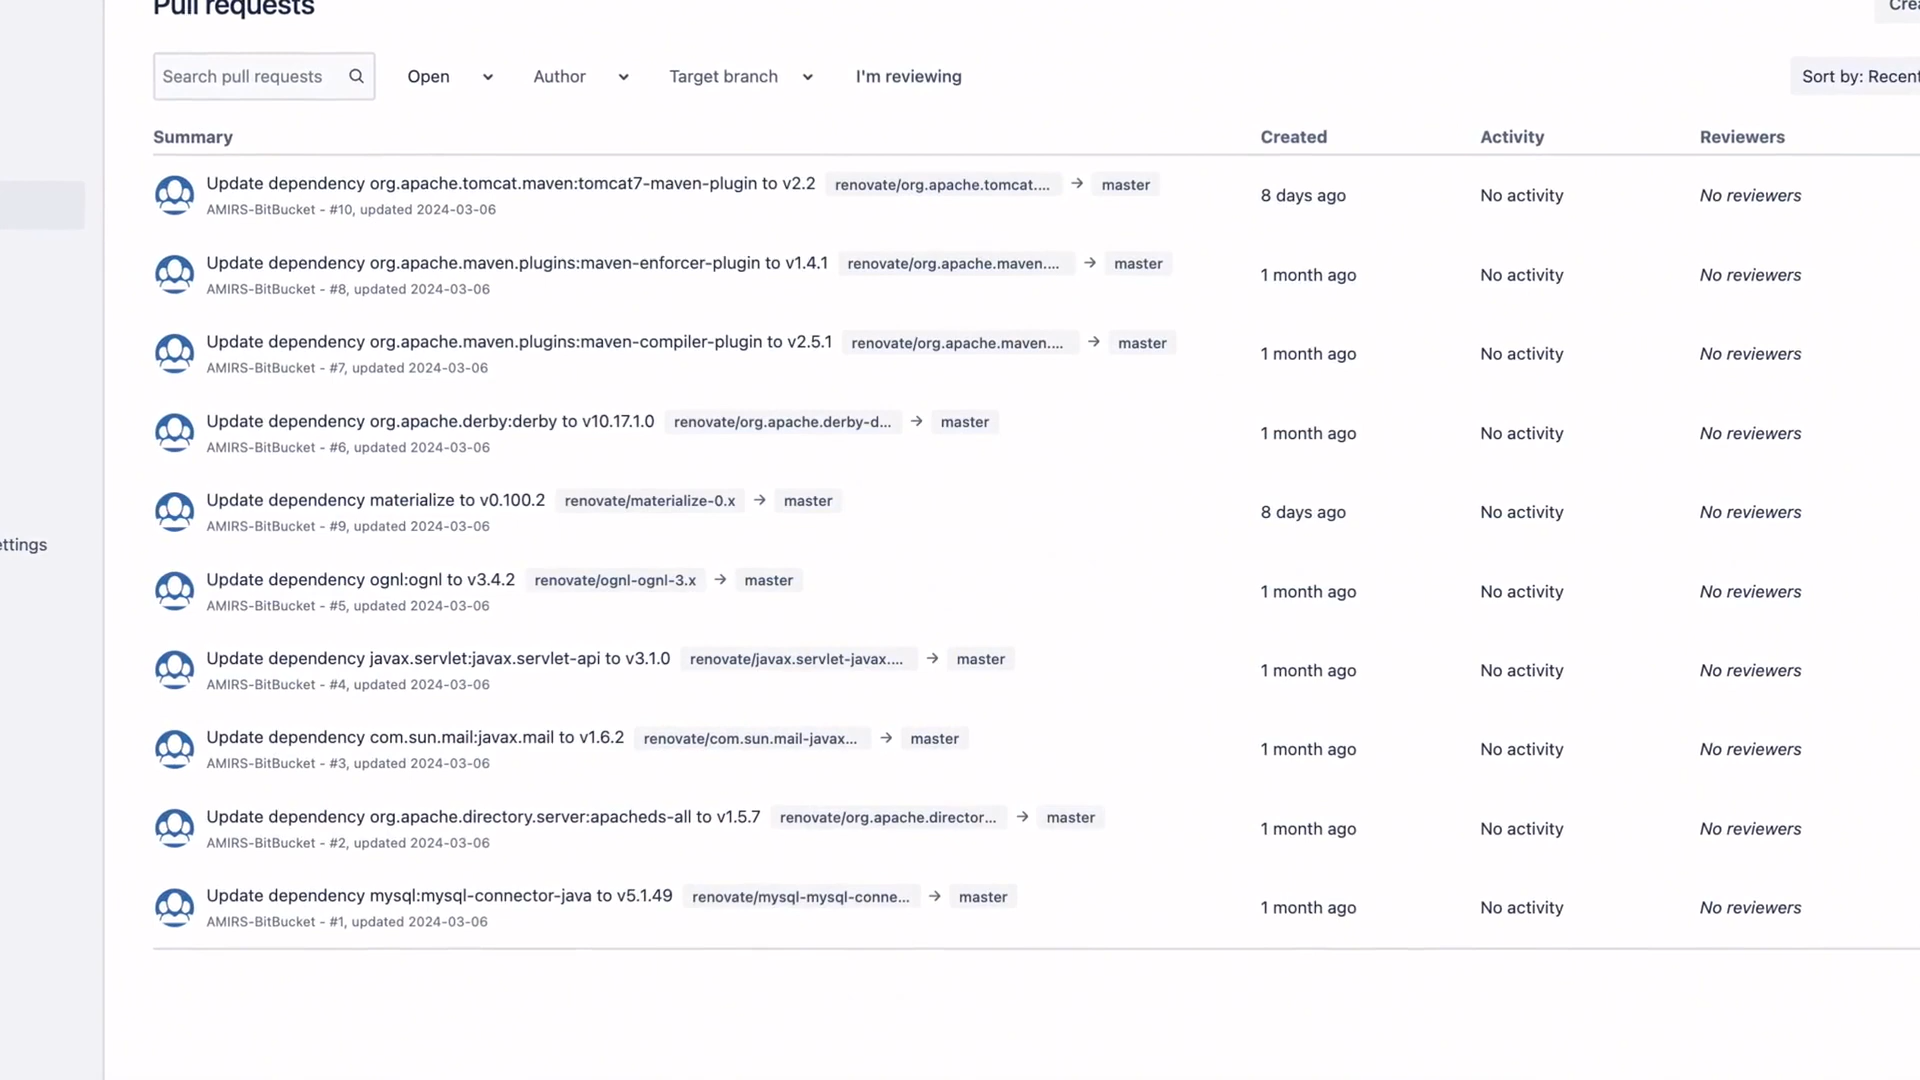 Pull requests
Crea
Search pull requests Open Author Target branch I'm reviewing Sort by: Recent
Summary Created Activity Reviewers
Update dependency org.apache.tomcat.maven:tomcat7-maven-plugin to v2.2 renovate/org.apache.tomcat.... → master 8 days ago No activity No reviewers
AMIRS-BitBucket - #10, updated 2024-03-06
Update dependency org.apache.maven.plugins:maven-enforcer-plugin to v1.4.1 renovate/org.apache.maven.... → master 1 month ago No activity No reviewers
AMIRS-BitBucket - #8, updated 2024-03-06
Update dependency org.apache.maven.plugins:maven-compiler-plugin to v2.5.1 renovate/org.apache.maven.... → master 1 month ago No activity No reviewers
AMIRS-BitBucket - #7, updated 2024-03-06
Update dependency org.apache.derby:derby to v10.17.1.0 renovate/org.apache.derby-d... → master 1 month ago No activity No reviewers
AMIRS-BitBucket - #6, updated 2024-03-06
Update dependency materialize to v0.100.2 renovate/materialize-0.x → master 8 days ago No activity No reviewers
AMIRS-BitBucket - #9, updated 2024-03-06
ettings
Update dependency ognl:ognl to v3.4.2 renovate/ognl-ognl-3.x → master 1 month ago No activity No reviewers
AMIRS-BitBucket - #5, updated 2024-03-06
Update dependency javax.servlet:javax.servlet-api to v3.1.0 renovate/javax.servlet-javax.... → master 1 month ago No activity No reviewers
AMIRS-BitBucket - #4, updated 2024-03-06
Update dependency com.sun.mail:javax.mail to v1.6.2 renovate/com.sun.mail-javax... → master 1 month ago No activity No reviewers
AMIRS-BitBucket - #3, updated 2024-03-06
Update dependency org.apache.directory.server:apacheds-all to v1.5.7 renovate/org.apache.director... → master 1 month ago No activity No reviewers
AMIRS-BitBucket - #2, updated 2024-03-06
Update dependency mysql:mysql-connector-java to v5.1.49 renovate/mysql-mysql-conne... → master 1 month ago No activity No reviewers
AMIRS-BitBucket - #1, updated 2024-03-06